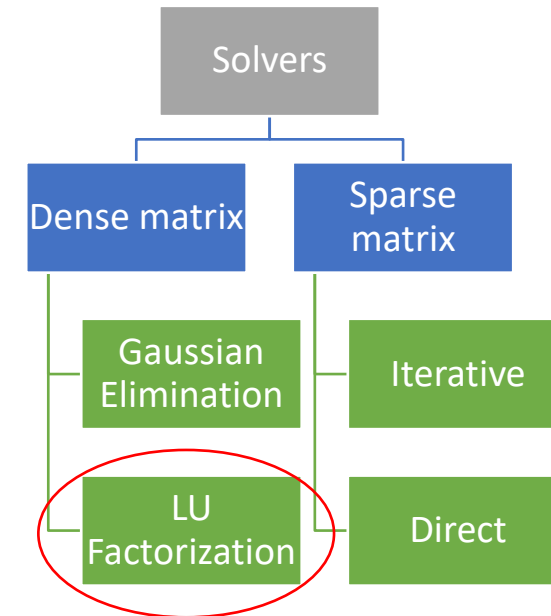 Solvers
Dense matrix
Sparse
matrix
Gaussian
Elimination
Iterative
LU
Factorization
Direct